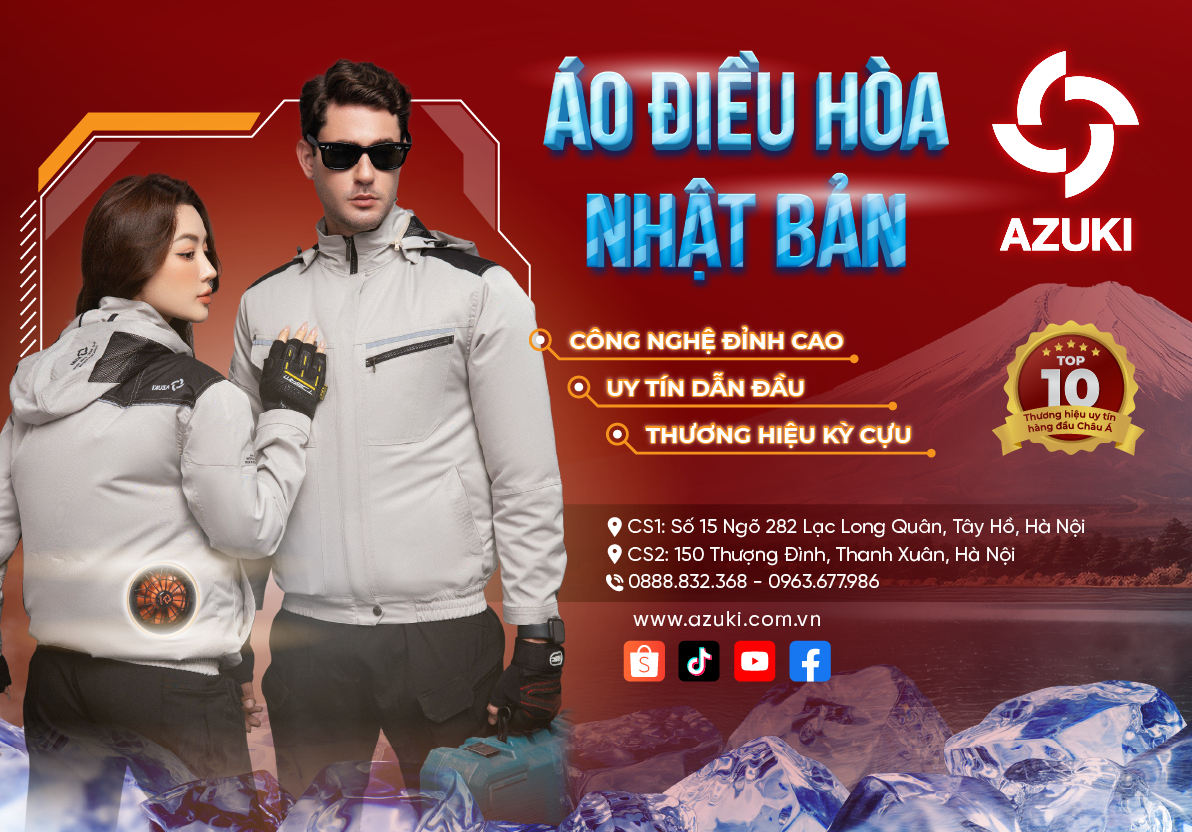 ÁO ĐIỀU HÒA
NHẬT BẢN
AZUKI
CÔNG NGHỆ ĐỈNH CAO
UY TÍN DẪN ĐẦU
THƯƠNG HIỆU KỲ CỰU
TOP
10
Thương hiệu uy tín
hàng đầu Châu Á
CS1: Số 15 Ngõ 282 Lạc Long Quân, Tây Hồ, Hà Nội
CS2: 150 Thượng Đình, Thanh Xuân, Hà Nội
0888.832.368 - 0963.677.986
www.azuki.com.vn
AZUKI